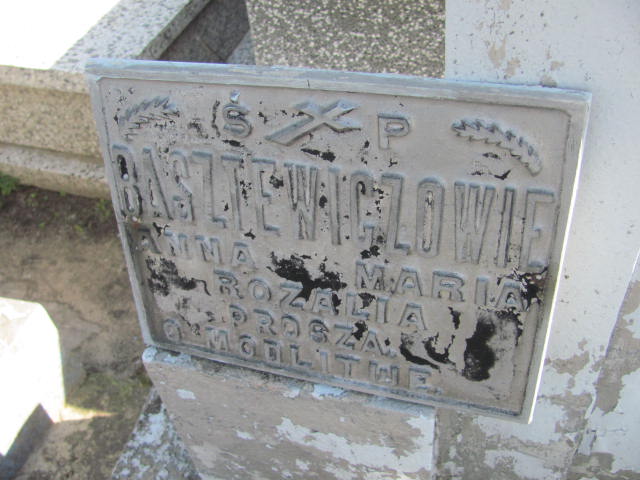 Ś P
BASZTEWICZOWIE
ANNA MARIA
ROZALIA
PROSZĄ
O MODLITWĘ